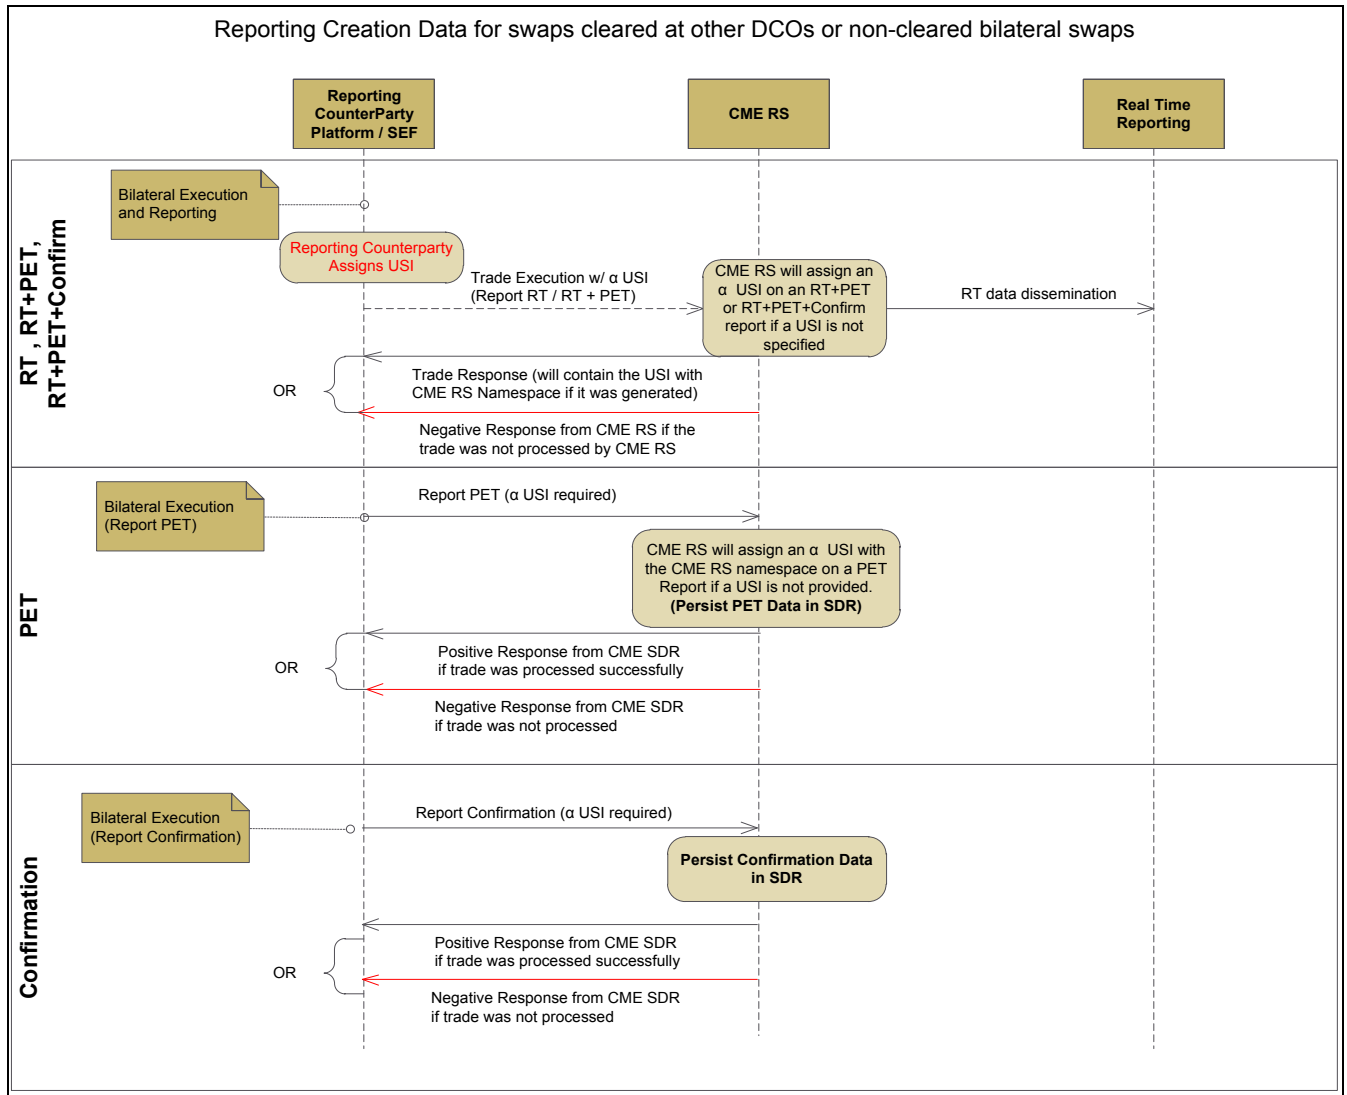 Reporting Creation Data for swaps cleared at other DCOs or non-cleared bilateral swaps
Reporting
CounterParty
Platform / SEF
CME RS
Real Time
Reporting
RT , RT+PET,
RT+PET+Confirm
Bilateral Execution
and Reporting
Reporting Counterparty
Assigns USI
Trade Execution w/ α USI
(Report RT / RT + PET)
CME RS will assign an
α  USI on an RT+PET
or RT+PET+Confirm
report if a USI is not
specified
RT data dissemination
OR
Trade Response (will contain the USI with
CME RS Namespace if it was generated)
Negative Response from CME RS if the
trade was not processed by CME RS
PET
Bilateral Execution
(Report PET)
Report PET (α USI required)
CME RS will assign an α  USI with
the CME RS namespace on a PET
Report if a USI is not provided.
(Persist PET Data in SDR)
OR
Positive Response from CME SDR
if trade was processed successfully
Negative Response from CME SDR
if trade was not processed
Confirmation
Bilateral Execution
(Report Confirmation)
Report Confirmation (α USI required)
Persist Confirmation Data
in SDR
OR
Positive Response from CME SDR
if trade was processed successfully
Negative Response from CME SDR
if trade was not processed